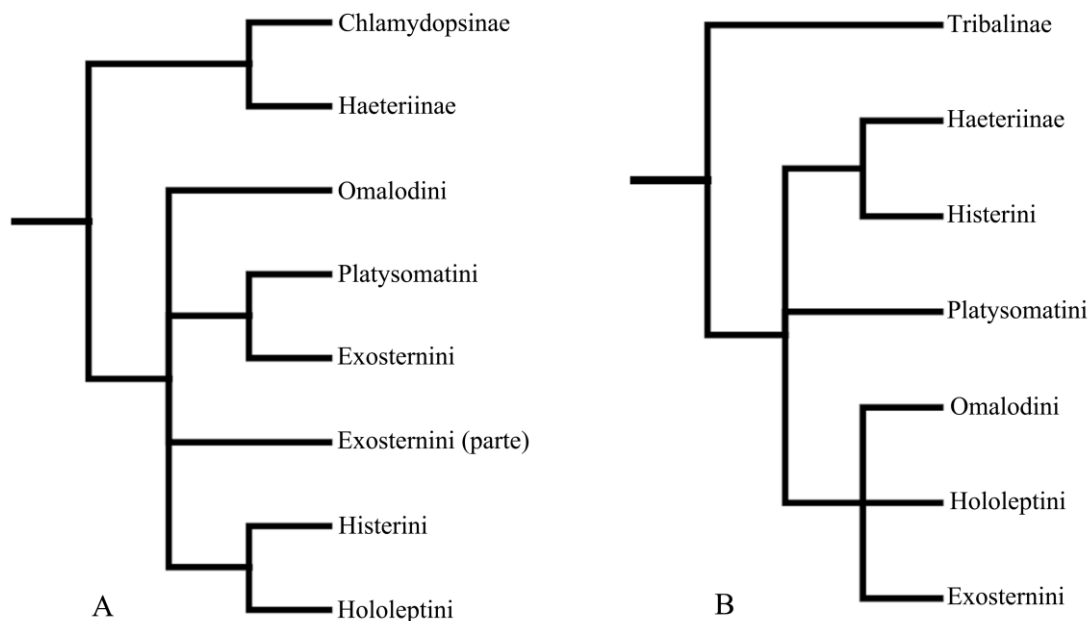 Chlamydopsinae
Haeteriinae
Omalodini
Platysomatini
Exosternini
Exosternini (parte)
Histerini
Hololeptini
A
Tribalinae
Haeteriinae
Histerini
Platysomatini
Omalodini
Hololeptini
Exosternini
B